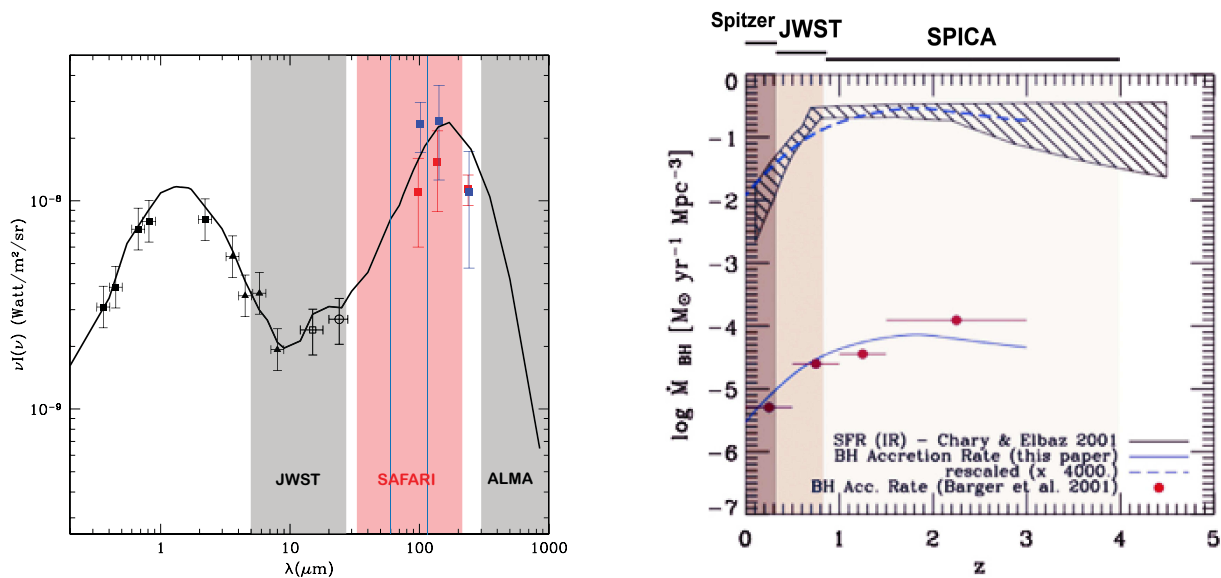 νI(ν) (Watt/m²/sr)
10⁻⁸
10⁻⁹
JWST
SAFARI
ALMA
1
10
100
1000
λ(μm)
Spitzer
JWST
SPICA
log Ṁ BH [M⊙ yr⁻¹ Mpc⁻³]
0
-1
-2
-3
-4
-5
-6
-7
SFR (IR) - Chary & Elbaz 2001
BH Accretion Rate (this paper)
rescaled (x 4000.)
BH Acc. Rate (Barger et al. 2001)
0
1
2
3
4
5
z